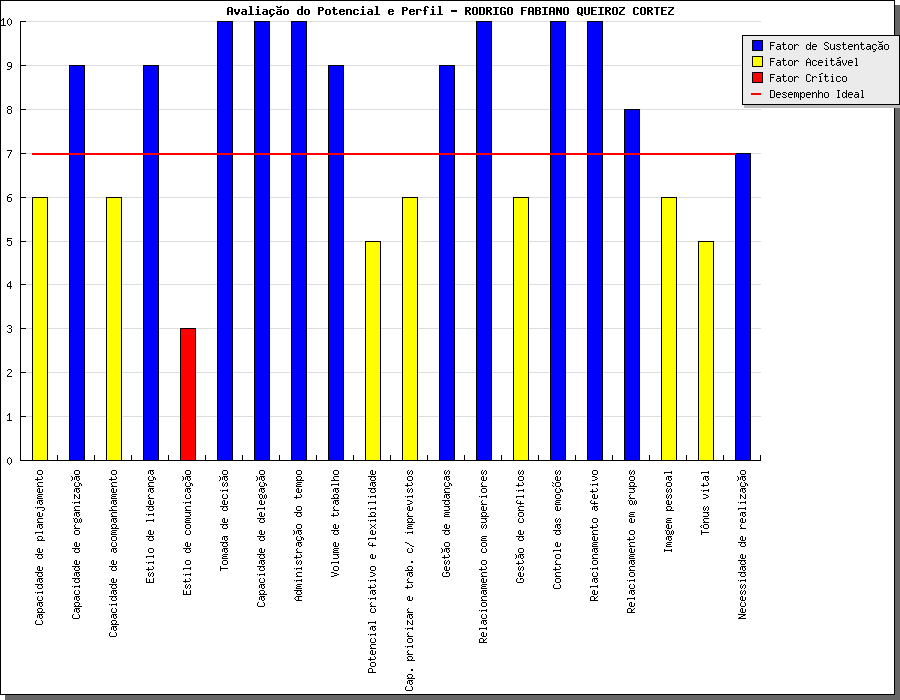 Avaliação do Potencial e Perfil - RODRIGO FABIANO QUEIROZ CORTEZ
Fator de Sustentação
Fator Aceitável
Fator Crítico
Desempenho Ideal
10
9
8
7
6
5
4
3
2
1
0
Capacidade de planejamento
Capacidade de organização
Capacidade de acompanhamento
Estilo de liderança
Estilo de comunicação
Tomada de decisão
Capacidade de delegação
Administração do tempo
Volume de trabalho
Potencial criativo e flexibilidade
Cap. priorizar e trab. c/ imprevistos
Gestão de mudanças
Relacionamento com superiores
Gestão de conflitos
Controle das emoções
Relacionamento afetivo
Relacionamento em grupos
Imagem pessoal
Tônus vital
Necessidade de realização